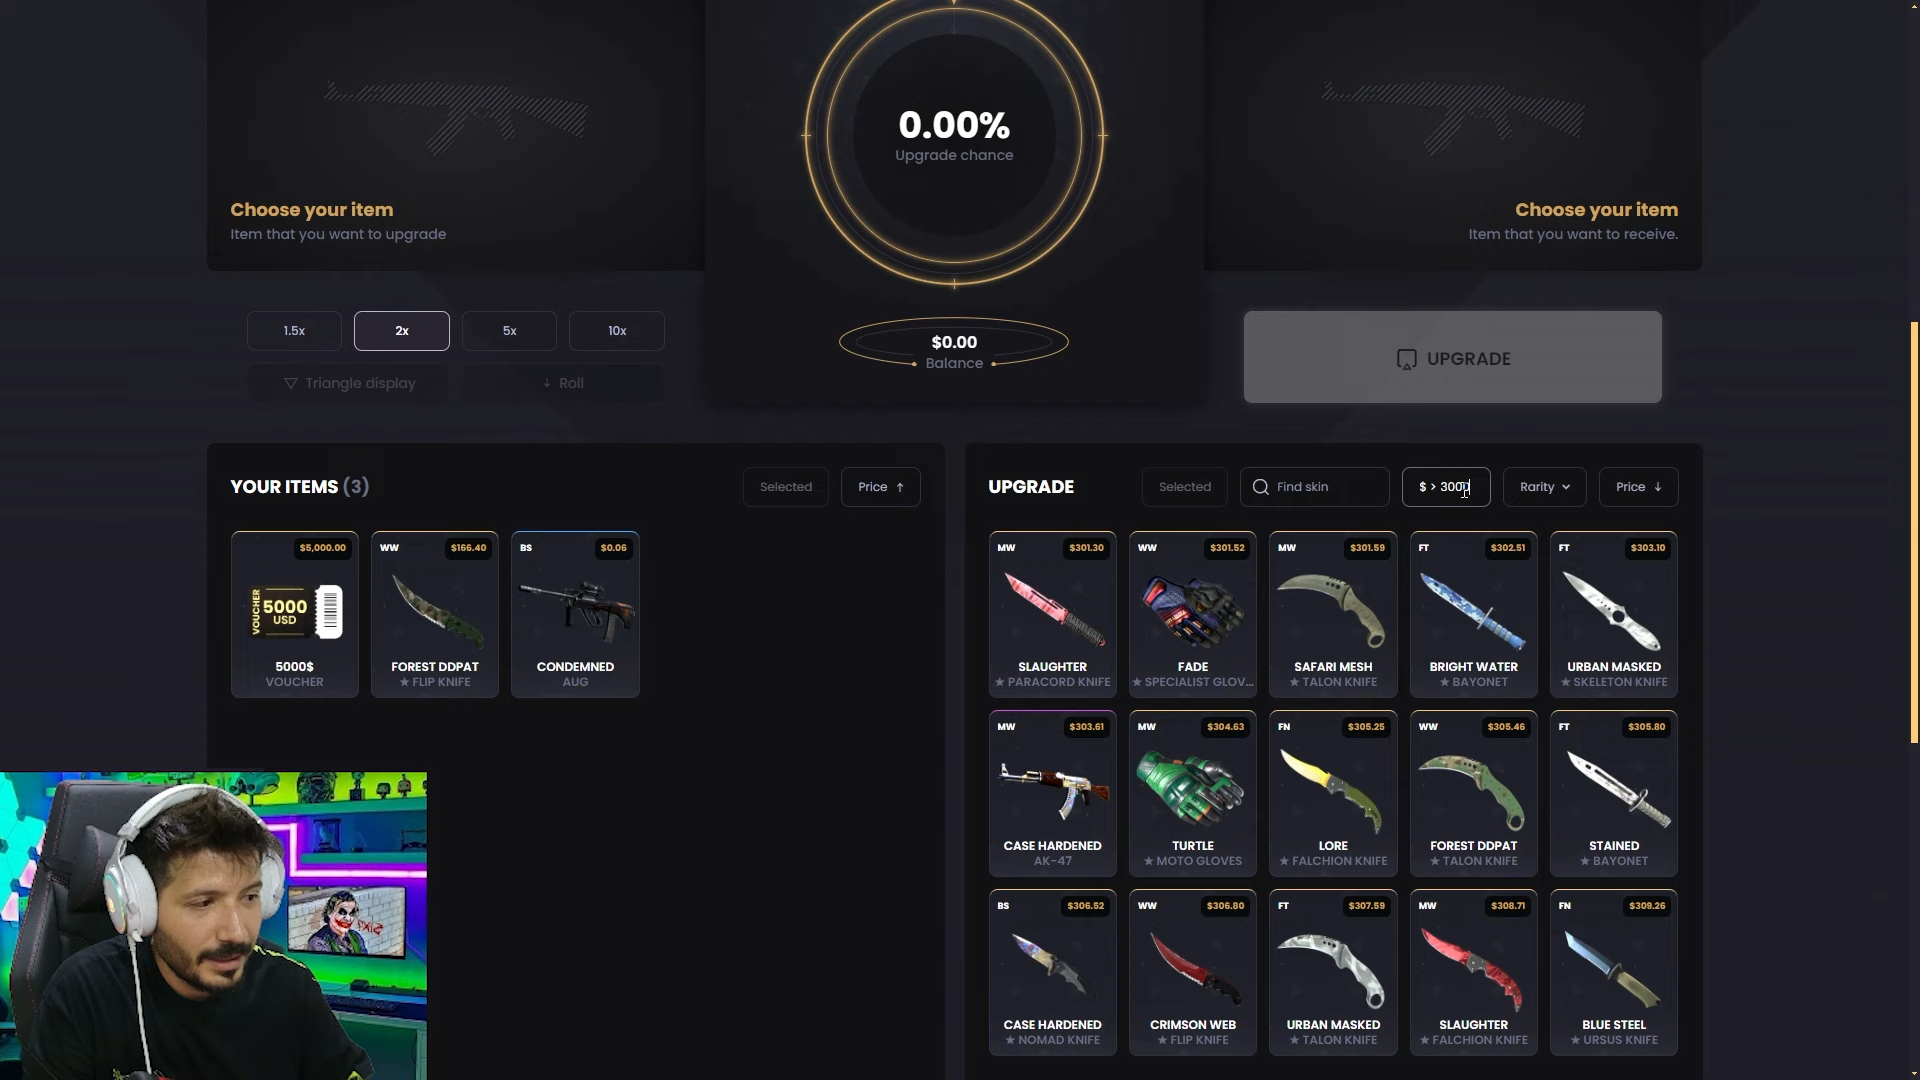 0.00%
Upgrade chance
Choose your item
Item that you want to upgrade
Choose your item
Item that you want to receive.
1.5x
2x
5x
10x
Triangle display
Roll
$0.00
Balance
UPGRADE
YOUR ITEMS (3)
Selected
Price
UPGRADE
Selected
Find skin
$ > 3000
Rarity
Price
$5,000.00
VOUCHER
5000
USD
5000$
VOUCHER
WW
$166.40
FOREST DDPAT
★ FLIP KNIFE
BS
$0.06
CONDEMNED
AUG
MW
$301.30
SLAUGHTER
★ PARACORD KNIFE
WW
$301.52
FADE
★ SPECIALIST GLOV...
MW
$301.59
SAFARI MESH
★ TALON KNIFE
FT
$302.51
BRIGHT WATER
★ BAYONET
FT
$303.10
URBAN MASKED
★ SKELETON KNIFE
MW
$303.61
CASE HARDENED
AK-47
MW
$304.63
TURTLE
★ MOTO GLOVES
FN
$305.25
LORE
★ FALCHION KNIFE
WW
$305.46
FOREST DDPAT
★ TALON KNIFE
FT
$305.80
STAINED
★ BAYONET
BS
$306.52
CASE HARDENED
★ NOMAD KNIFE
WW
$306.80
CRIMSON WEB
★ FLIP KNIFE
FT
$307.59
URBAN MASKED
★ TALON KNIFE
MW
$308.71
SLAUGHTER
★ FALCHION KNIFE
FN
$309.26
BLUE STEEL
★ URSUS KNIFE